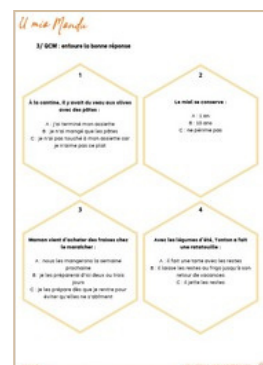 U mio Mondu
3/ QCM : entoure la bonne réponse
1
À la cantine, il y avait du veau aux olives
avec des pâtes :
A : j'ai terminé mon assiette
B : je n'ai mangé que les pâtes
C : je n'ai pas touché à mon assiette car
je n'aime pas ce plat
2
Le miel se conserve :
A : 1 an
B : 10 ans
C : ne périme pas
3
Maman vient d'acheter des fraises chez
le maraîcher :
A : nous les mangerons la semaine
prochaine
B : je les préparerai d'ici deux ou trois
jours
C : je les prépare dès que je rentre pour
éviter qu'elles ne s'abîment
4
Avec les légumes d'été, Tonton a fait
une ratatouille :
A : il fait une tarte avec les restes
B : il laisse les restes au frigo jusqu'à son
retour de vacances
C : il jette les restes